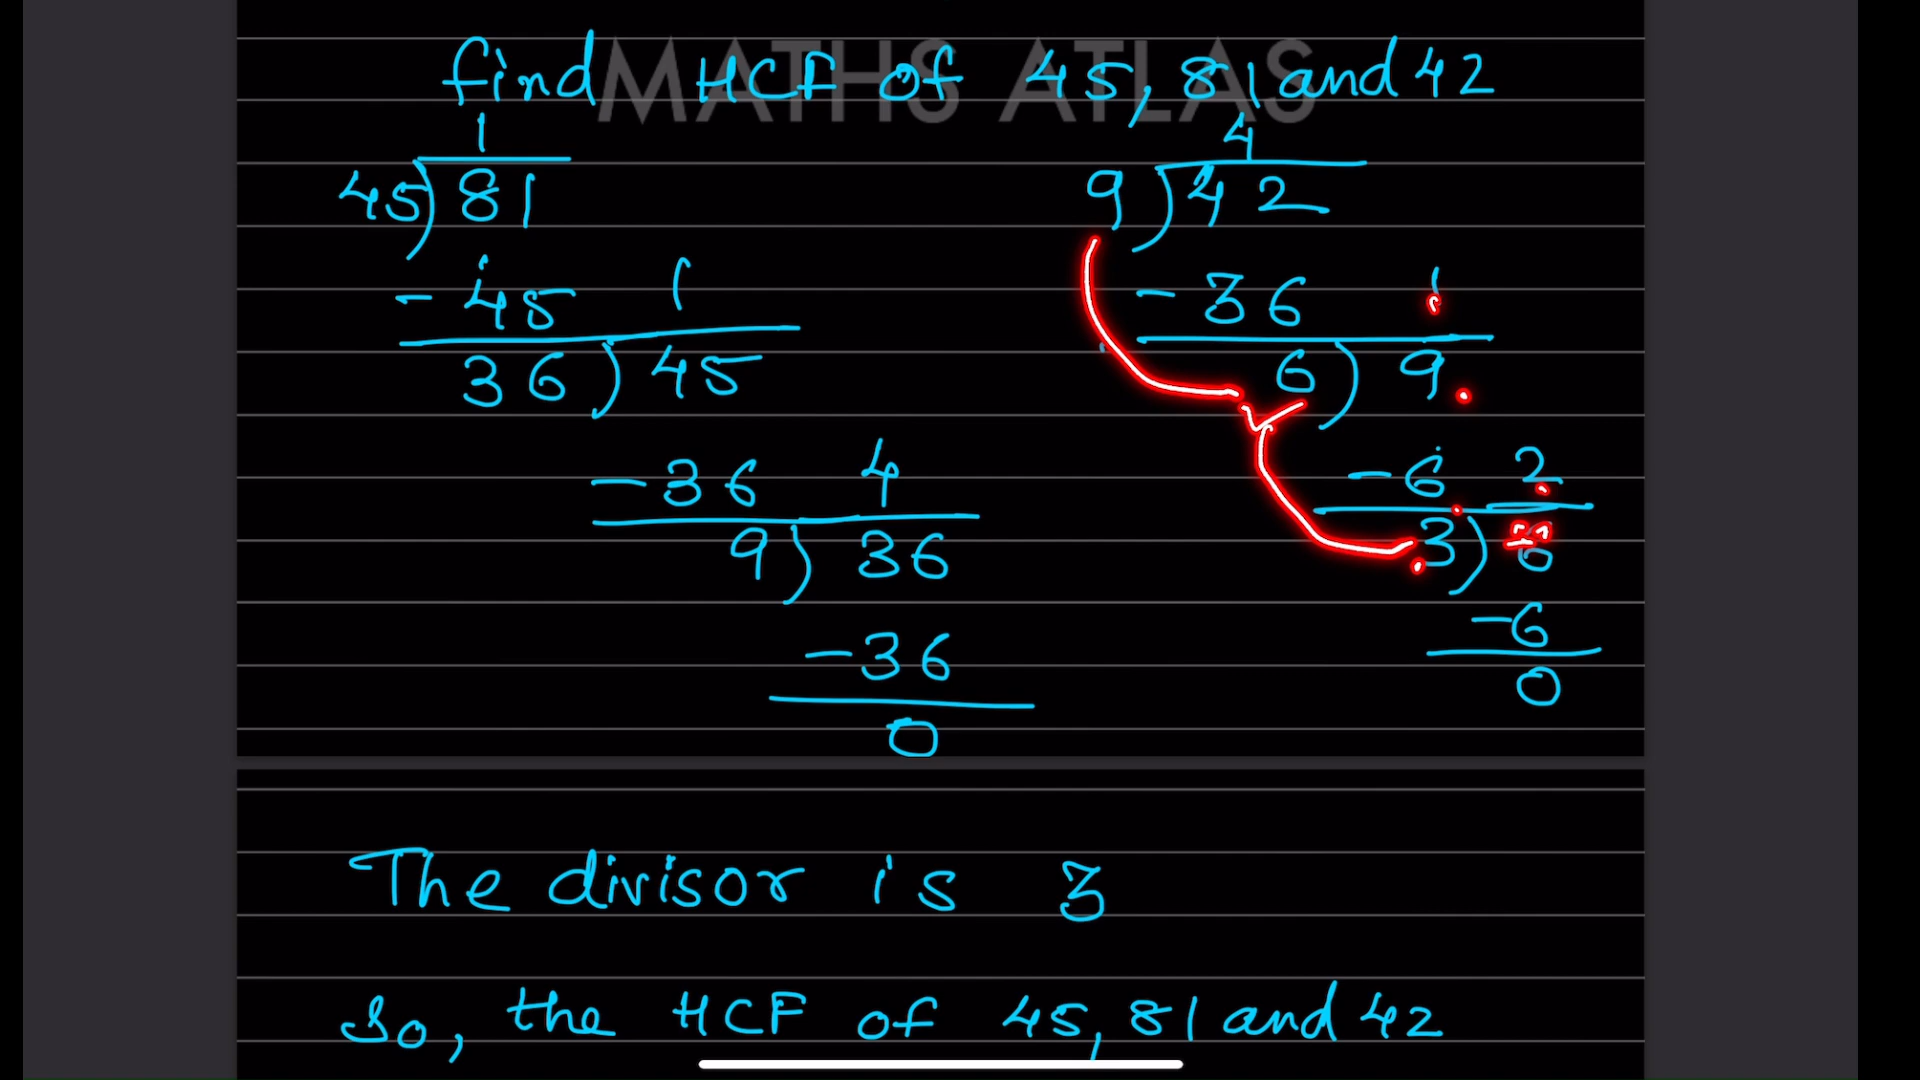 find HCF of 45, 81 and 42
MATHS ATLAS
1
45) 81
- 45 1
36) 45
- 36 4
9) 36
- 36
0
4
9) 42
- 36 1
6) 9
- 6 2
3) 6
- 6
0
The divisor is 3
So, the HCF of 45, 81 and 42